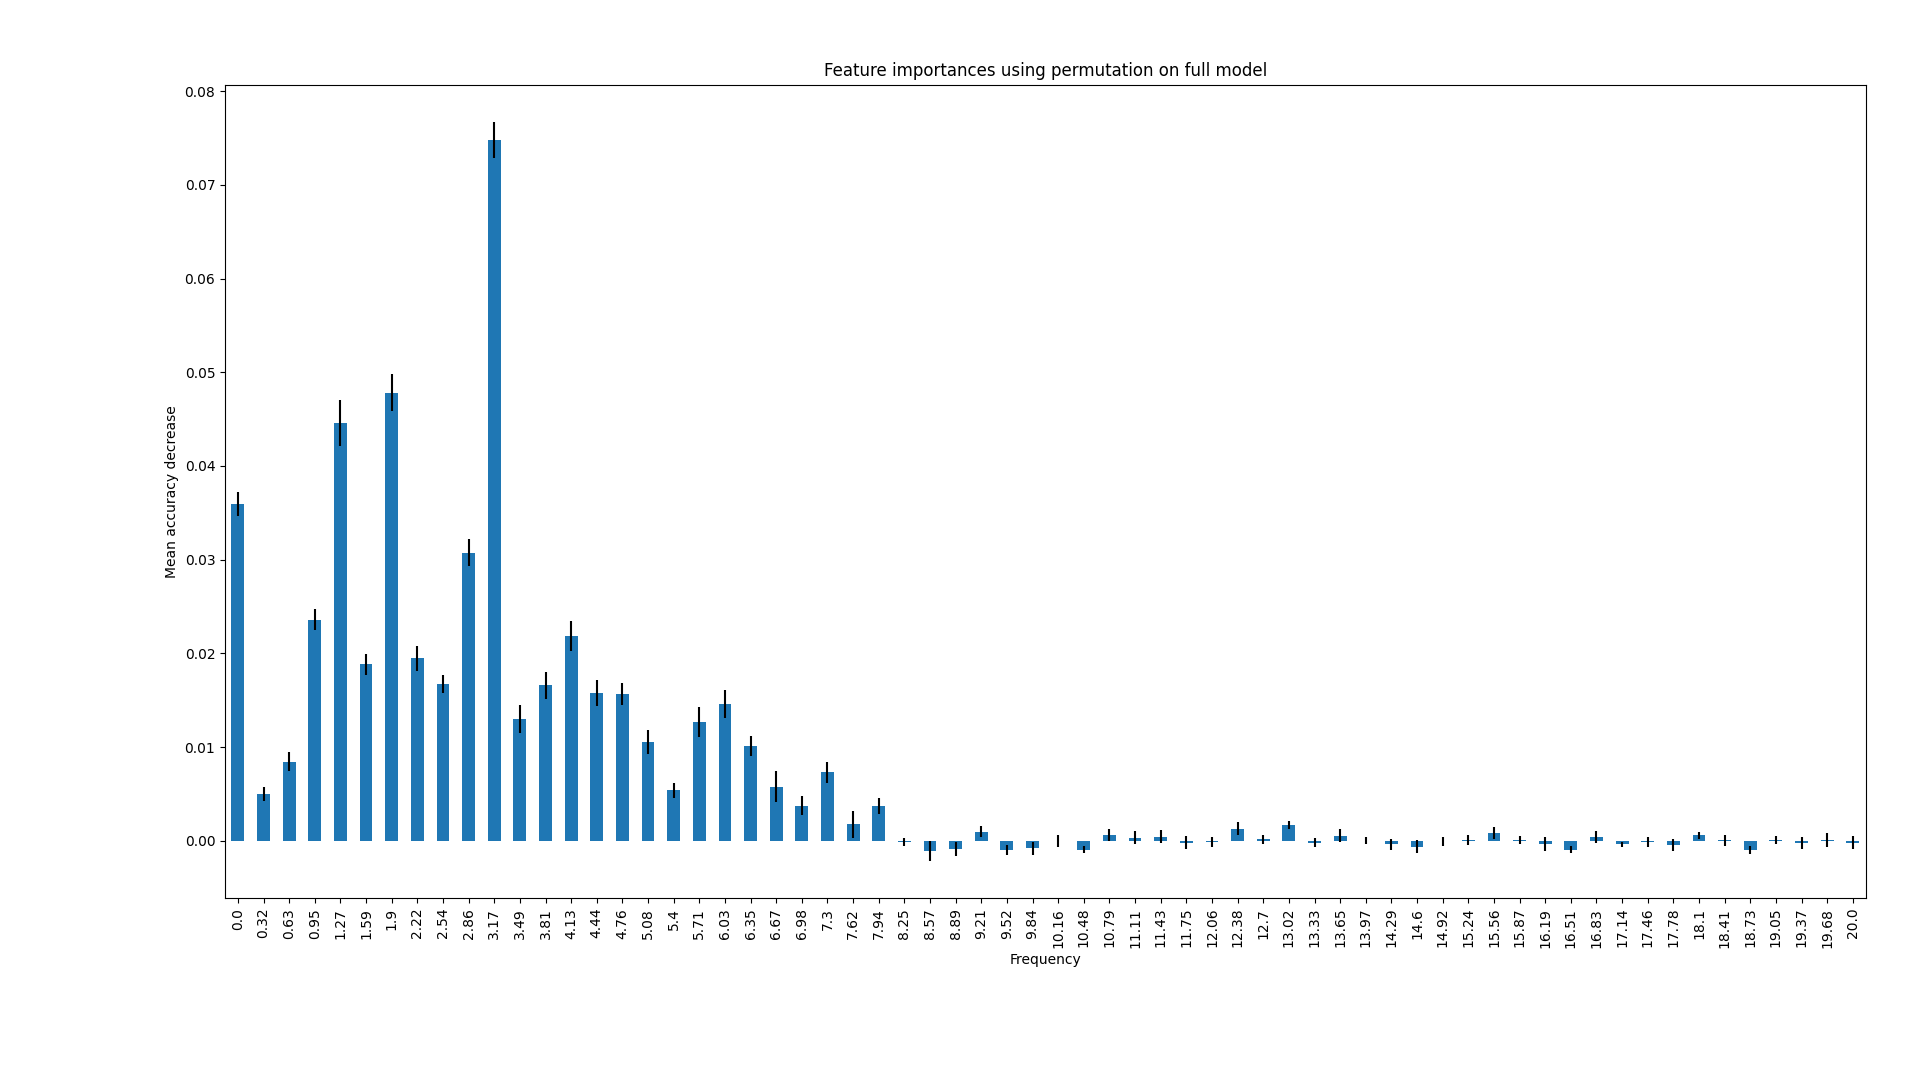 Feature importances using permutation on full model
0.08
0.07
0.06
0.05
0.04
0.03
0.02
0.01
0.00
Mean accuracy decrease
0.0 0.32 0.63 0.95 1.27 1.59 1.9 2.22 2.54 2.86 3.17 3.49 3.81 4.13 4.44 4.76 5.08 5.4 5.71 6.03 6.35 6.67 6.98 7.3 7.62 7.94 8.25 8.57 8.89 9.21 9.52 9.84 10.16 10.48 10.79 11.11 11.43 11.75 12.06 12.38 12.7 13.02 13.33 13.65 13.97 14.29 14.6 14.92 15.24 15.56 15.87 16.19 16.51 16.83 17.14 17.46 17.78 18.1 18.41 18.73 19.05 19.37 19.68 20.0
Frequency